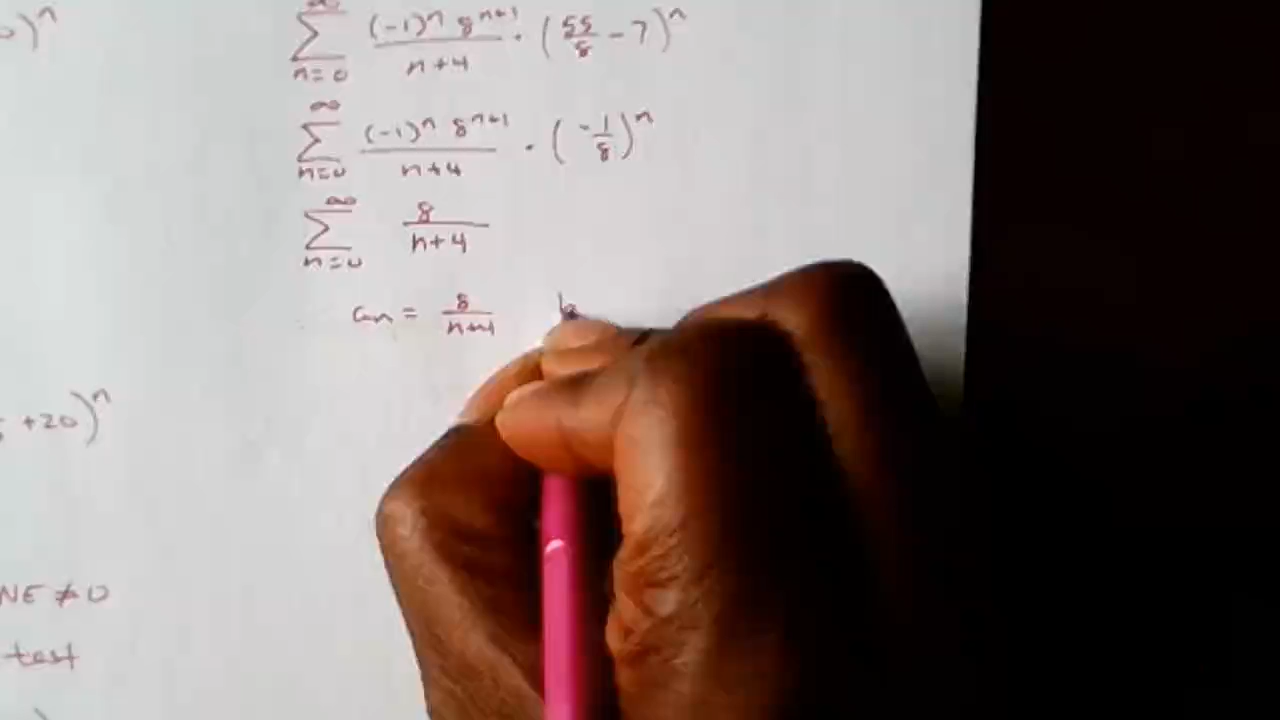 )^n
∞ ∑ n=0 (-1)^n 8^{n+1} / n+4 · (55/8 - 7)^n
∞ ∑ n=0 (-1)^n 8^{n+1} / n+4 · (-1/8)^n
∞ ∑ n=0 8 / n+4
an = 8 / n+4 b
+20)^n
NE ≠ 0
test